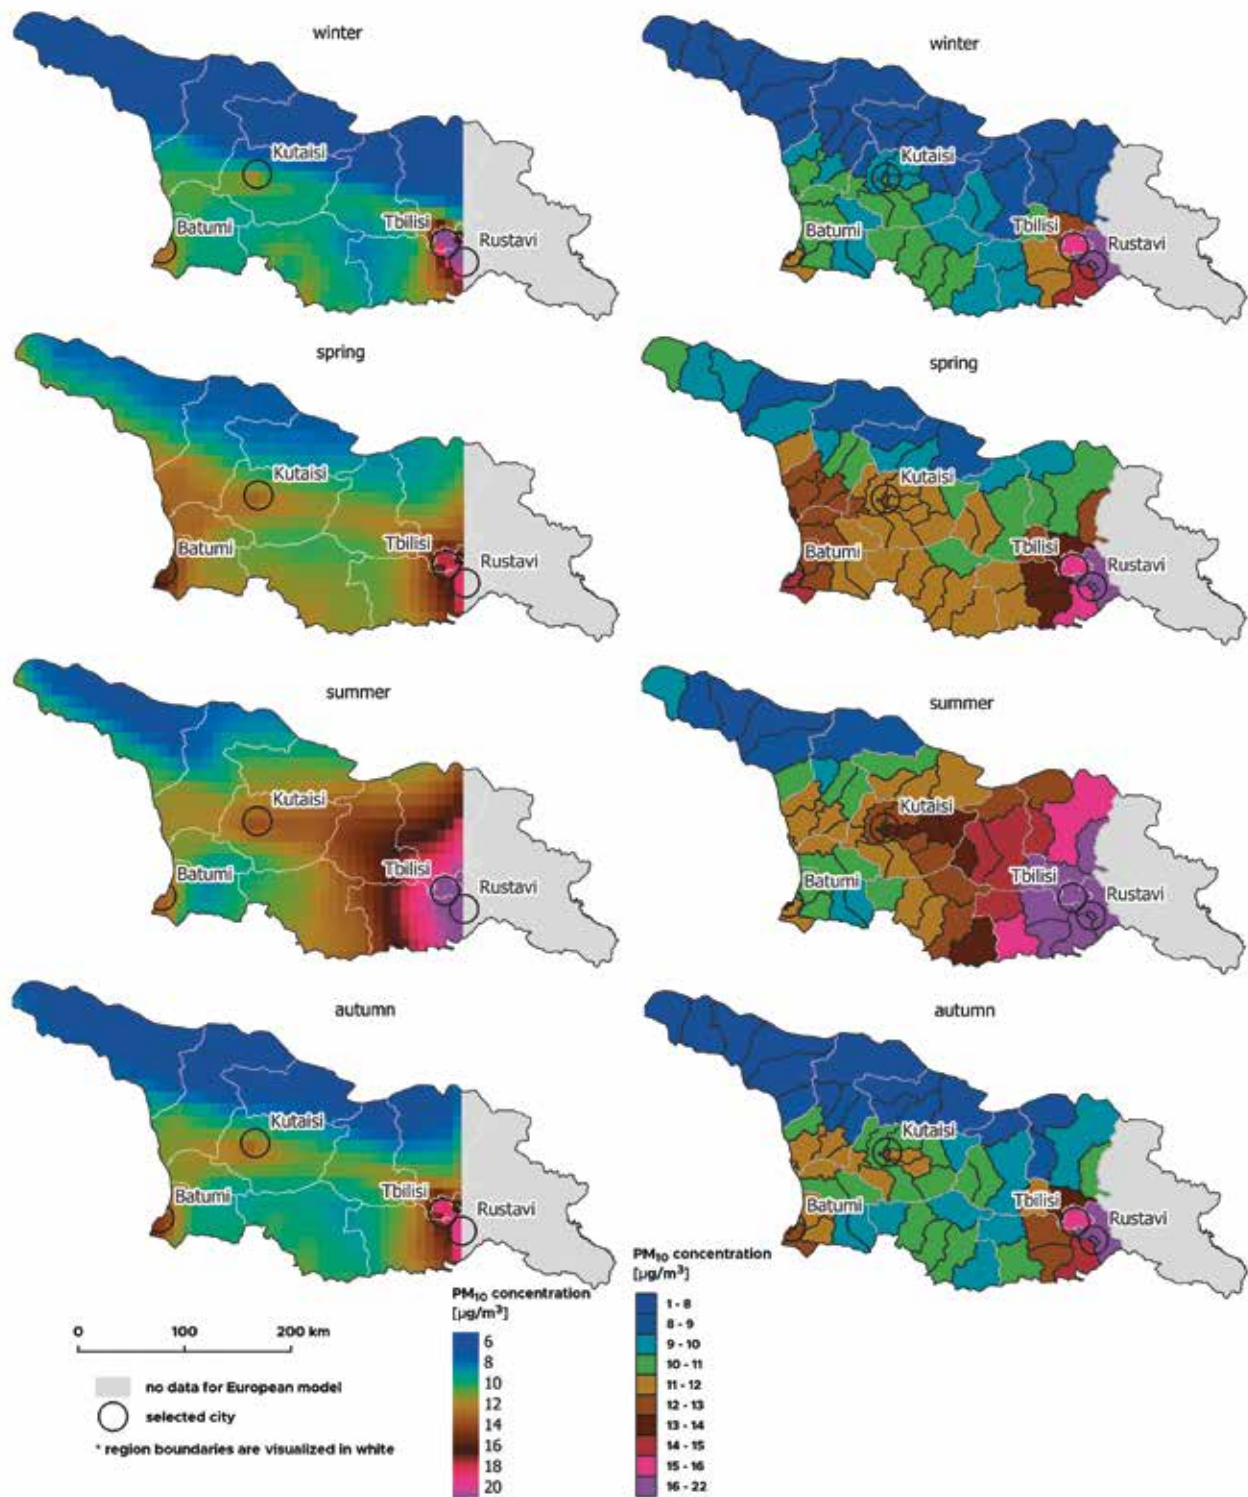 winter
Kutaisi
Batumi
Tbilisi
Rustavi
winter
Kutaisi
Batumi
Tbilisi
Rustavi
spring
Kutaisi
Batumi
Tbilisi
Rustavi
spring
Kutaisi
Batumi
Tbilisi
Rustavi
summer
Kutaisi
Batumi
Tbilisi
Rustavi
summer
Kutaisi
Batumi
Tbilisi
Rustavi
autumn
Kutaisi
Batumi
Tbilisi
Rustavi
autumn
Kutaisi
Batumi
Tbilisi
Rustavi
0 100 200 km
no data for European model
selected city
* region boundaries are visualized in white
PM₁₀ concentration
[µg/m³]
6
8
10
12
14
16
18
20
PM₁₀ concentration
[µg/m³]
1 - 8
8 - 9
9 - 10
10 - 11
11 - 12
12 - 13
13 - 14
14 - 15
15 - 16
16 - 22